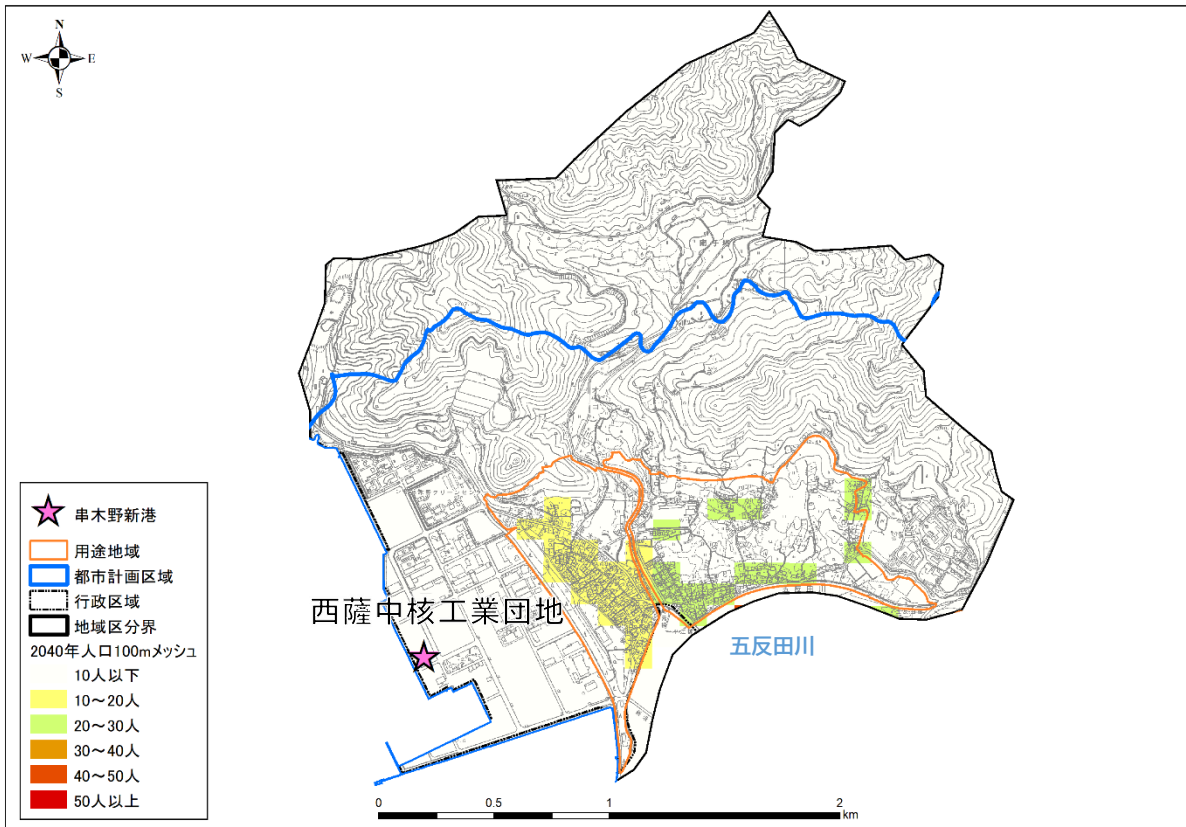 N
W
E
S
西薩中核工業団地
五反田川
串木野新港
用途地域
都市計画区域
行政区域
地域区分界
2040年人口100mメッシュ
10人以下
10～20人
20～30人
30～40人
40～50人
50人以上
0 0.5 1 2
km